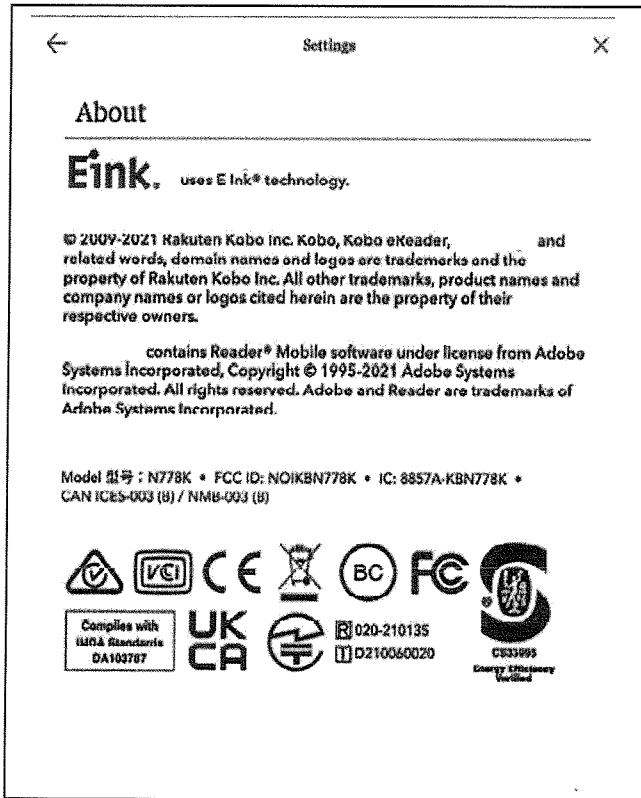 Settings
About
Eink. uses E Ink® technology.
© 2009-2021 Rakuten Kobo Inc. Kobo, Kobo eReader, and
related words, domain names and logos are trademarks and the
property of Rakuten Kobo Inc. All other trademarks, product names and
company names or logos cited herein are the property of their
respective owners.
contains Reader® Mobile software under license from Adobe
Systems Incorporated, Copyright © 1995-2021 Adobe Systems
Incorporated. All rights reserved. Adobe and Reader are trademarks of
Adobe Systems Incorporated.
Model 型号 : N778K • FCC ID: NOIKBN778K • IC: 8857A-KBN778K •
CAN ICES-003 (B) / NMB-003 (B)
VCI CE BC FC
Complies with
IMDA Standards
DA103787
UK
CA
R 020-210135
T D210060020
CS33995
Energy Efficiency
Verified